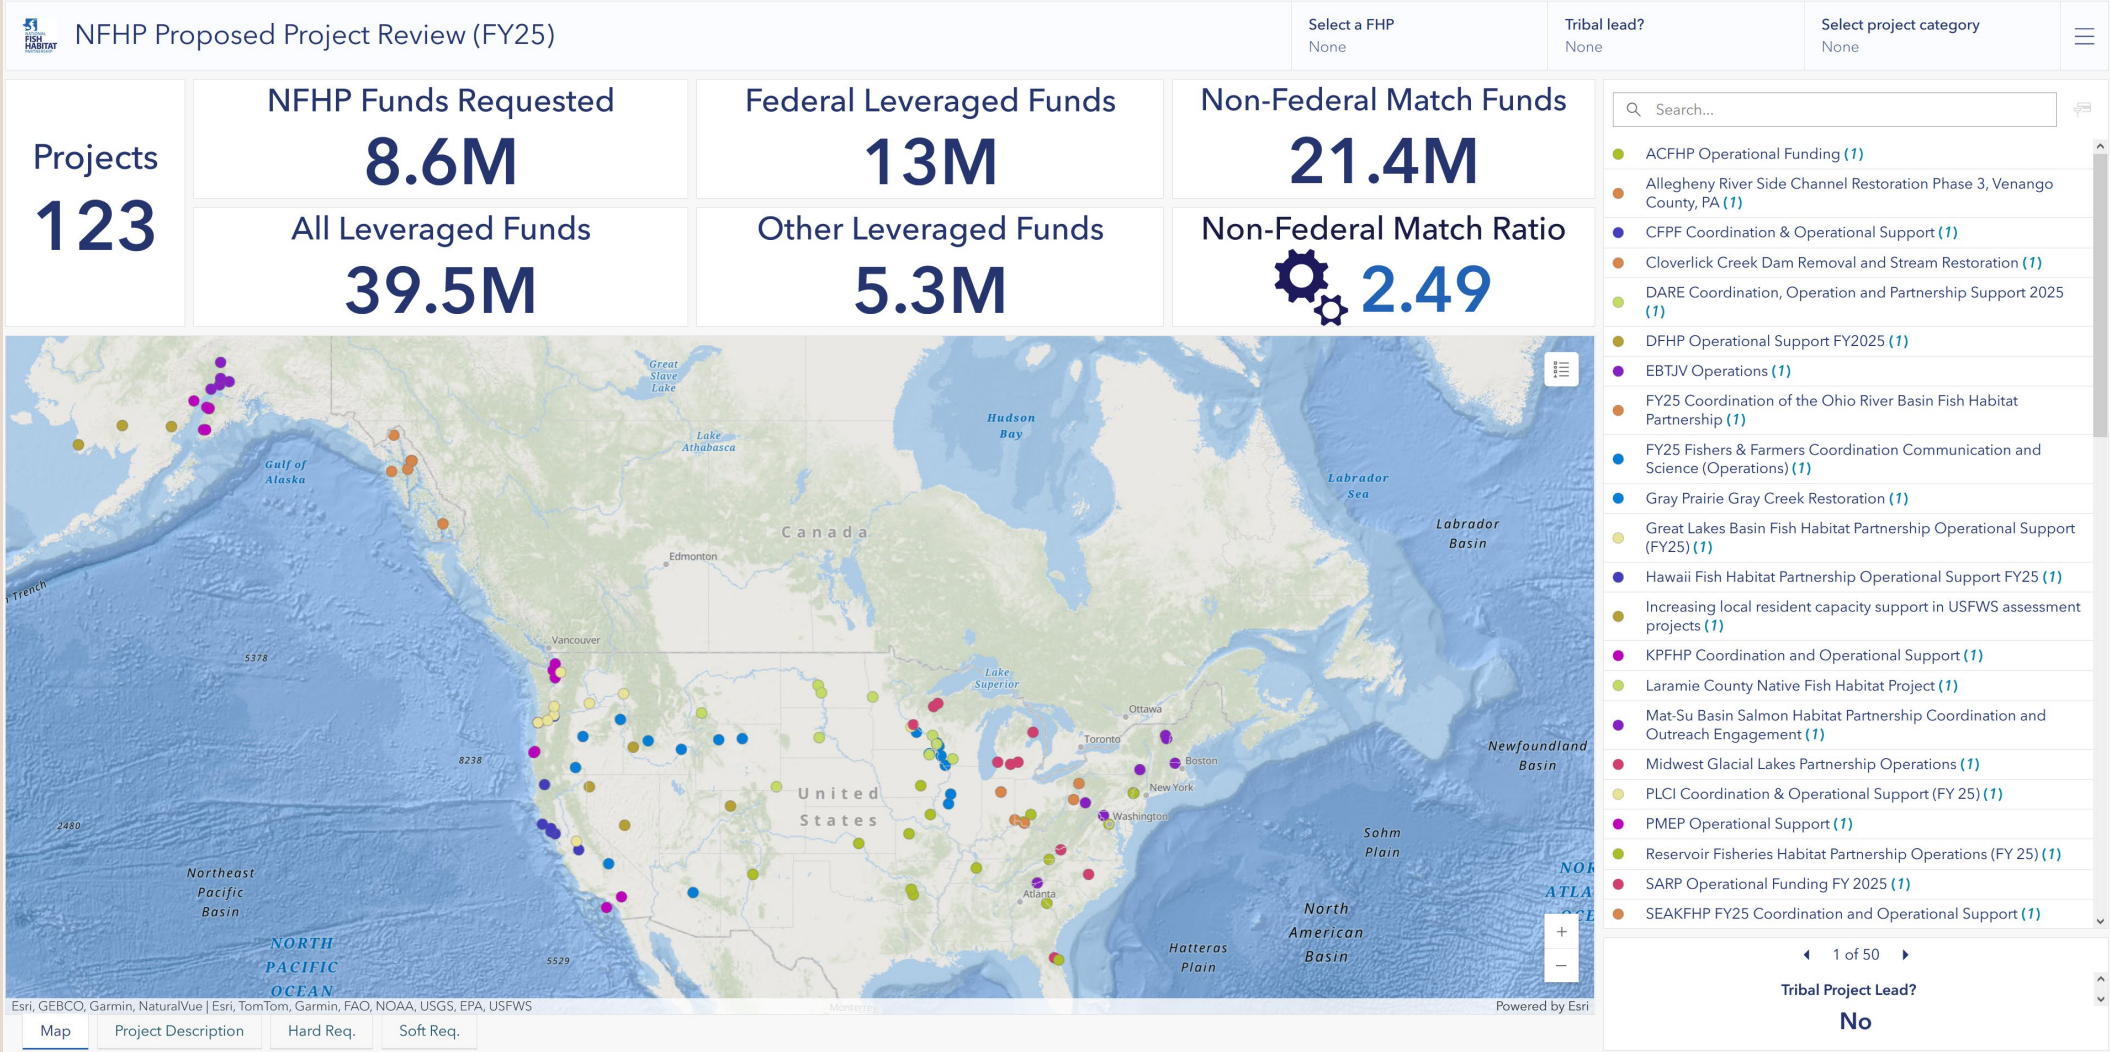 NATIONAL
FISH
HABITAT
PARTNERSHIP
NFHP Proposed Project Review (FY25)
Select a FHP
None
Tribal lead?
None
Select project category
None
Projects
123
NFHP Funds Requested
8.6M
Federal Leveraged Funds
13M
Non-Federal Match Funds
21.4M
All Leveraged Funds
39.5M
Other Leveraged Funds
5.3M
Non-Federal Match Ratio
2.49
Great
Slave
Lake
Hudson
Bay
Lake
Athabasca
Gulf of
Alaska
Labrador
Sea
Labrador
Basin
Canada
Edmonton
Trench
Vancouver
5378
Lake
Superior
Ottawa
Toronto
Newfoundland
Basin
8238
Boston
New York
United
States
Washington
2480
Sohm
Plain
Northeast
Pacific
Basin
Atlanta
North
American
Basin
NORTH
PACIFIC
OCEAN
5529
Hatteras
Plain
+
−
Esri, GEBCO, Garmin, NaturalVue | Esri, TomTom, Garmin, FAO, NOAA, USGS, EPA, USFWS
Monterrey
Powered by Esri
Map
Project Description
Hard Req.
Soft Req.
Search...
ACFHP Operational Funding (1)
Allegheny River Side Channel Restoration Phase 3, Venango
County, PA (1)
CFPF Coordination & Operational Support (1)
Cloverlick Creek Dam Removal and Stream Restoration (1)
DARE Coordination, Operation and Partnership Support 2025
(1)
DFHP Operational Support FY2025 (1)
EBTJV Operations (1)
FY25 Coordination of the Ohio River Basin Fish Habitat
Partnership (1)
FY25 Fishers & Farmers Coordination Communication and
Science (Operations) (1)
Gray Prairie Gray Creek Restoration (1)
Great Lakes Basin Fish Habitat Partnership Operational Support
(FY25) (1)
Hawaii Fish Habitat Partnership Operational Support FY25 (1)
Increasing local resident capacity support in USFWS assessment
projects (1)
KPFHP Coordination and Operational Support (1)
Laramie County Native Fish Habitat Project (1)
Mat-Su Basin Salmon Habitat Partnership Coordination and
Outreach Engagement (1)
Midwest Glacial Lakes Partnership Operations (1)
PLCI Coordination & Operational Support (FY 25) (1)
PMEP Operational Support (1)
Reservoir Fisheries Habitat Partnership Operations (FY 25) (1)
SARP Operational Funding FY 2025 (1)
SEAKFHP FY25 Coordination and Operational Support (1)
1 of 50
Tribal Project Lead?
No